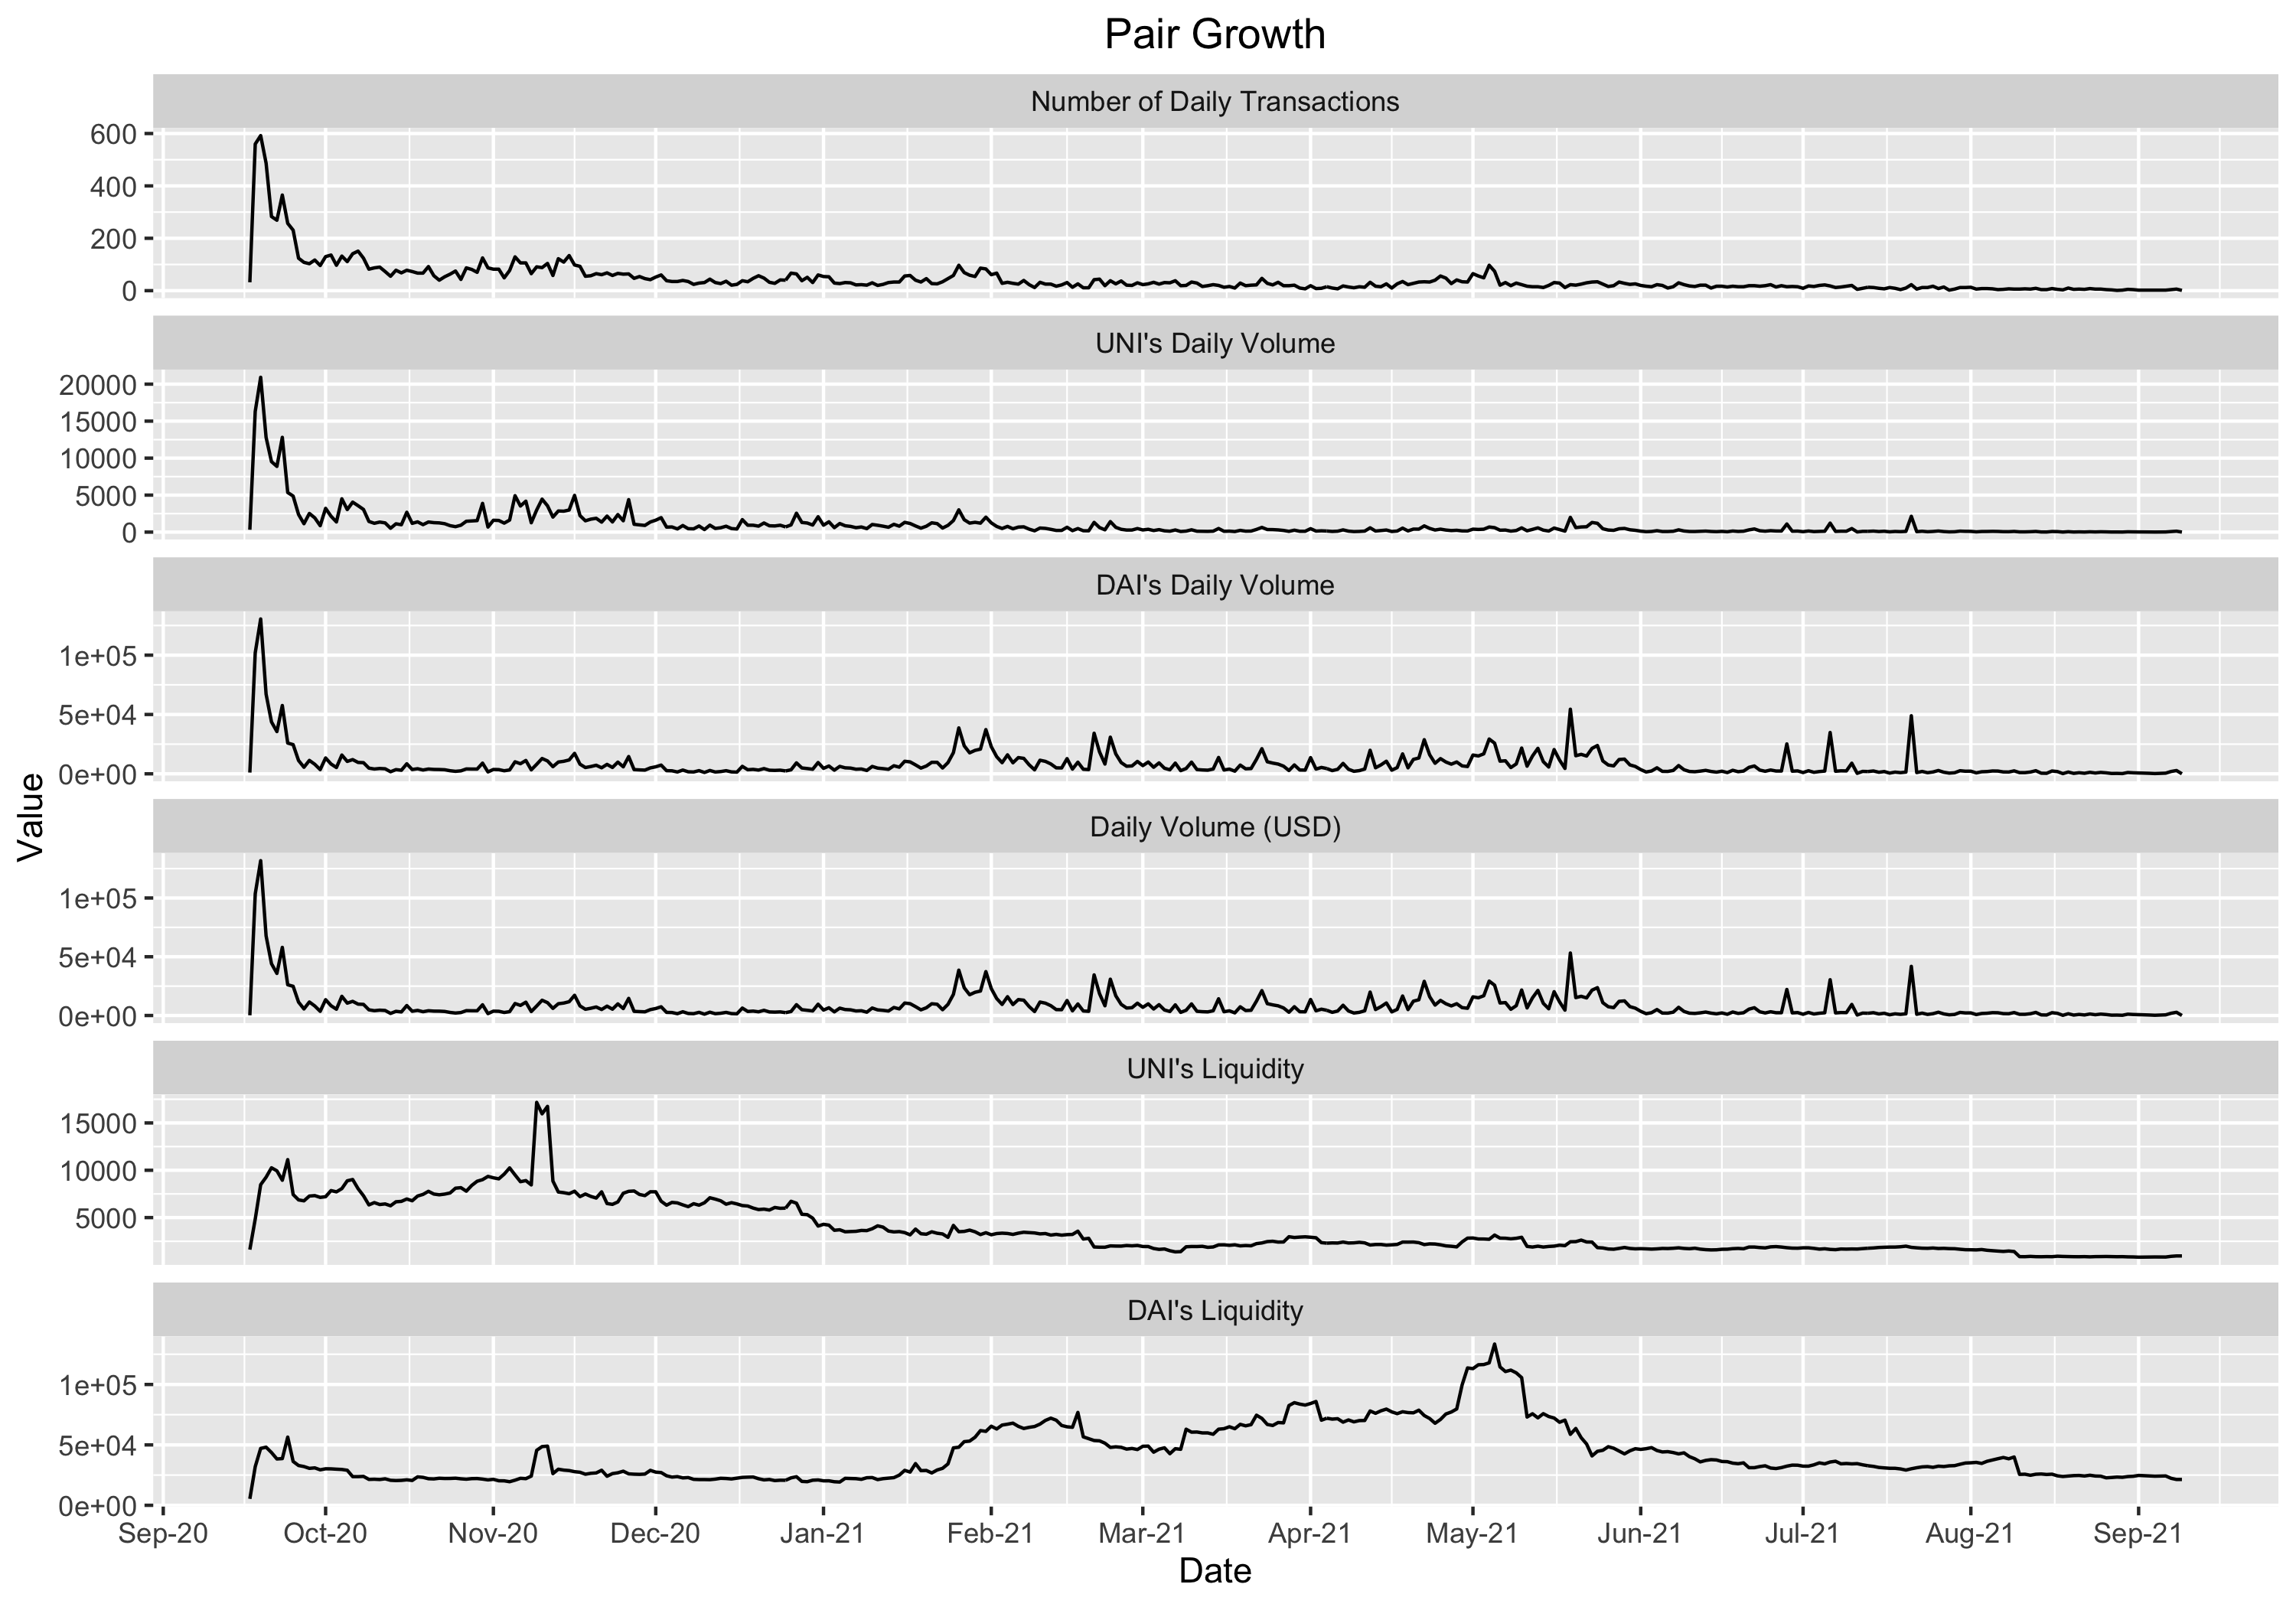 Pair Growth
Number of Daily Transactions
600
400
200
0
UNI's Daily Volume
20000
15000
10000
5000
0
DAI's Daily Volume
1e+05
5e+04
0e+00
Daily Volume (USD)
1e+05
5e+04
0e+00
UNI's Liquidity
15000
10000
5000
DAI's Liquidity
1e+05
5e+04
0e+00
Sep-20 Oct-20 Nov-20 Dec-20 Jan-21 Feb-21 Mar-21 Apr-21 May-21 Jun-21 Jul-21 Aug-21 Sep-21
Date
Value